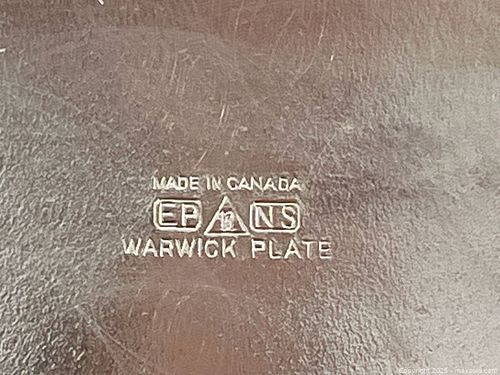 MADE IN CANADA
EP NS
WARWICK PLATE
Copyright 2025 - maxsold.com